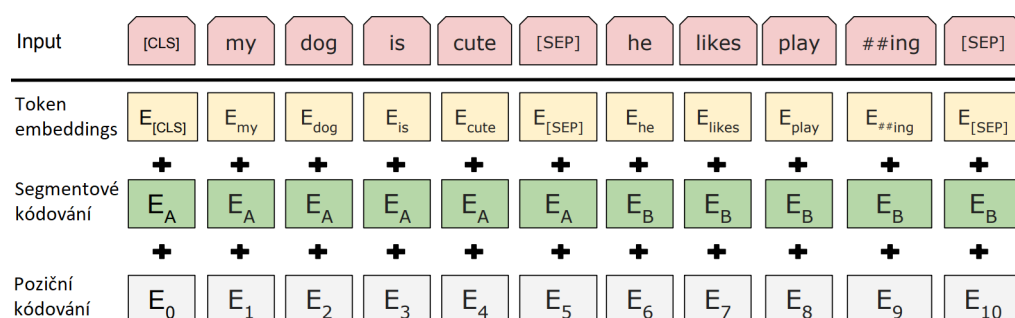 Input [CLS] my dog is cute [SEP] he likes play ##ing [SEP]
Token embeddings E[CLS] Emy Edog Eis Ecute E[SEP] Ehe Elikes Eplay E##ing E[SEP]
+ + + + + + + + + + +
Segmentové kódování EA EA EA EA EA EA EB EB EB EB EB
+ + + + + + + + + + +
Poziční kódování E0 E1 E2 E3 E4 E5 E6 E7 E8 E9 E10